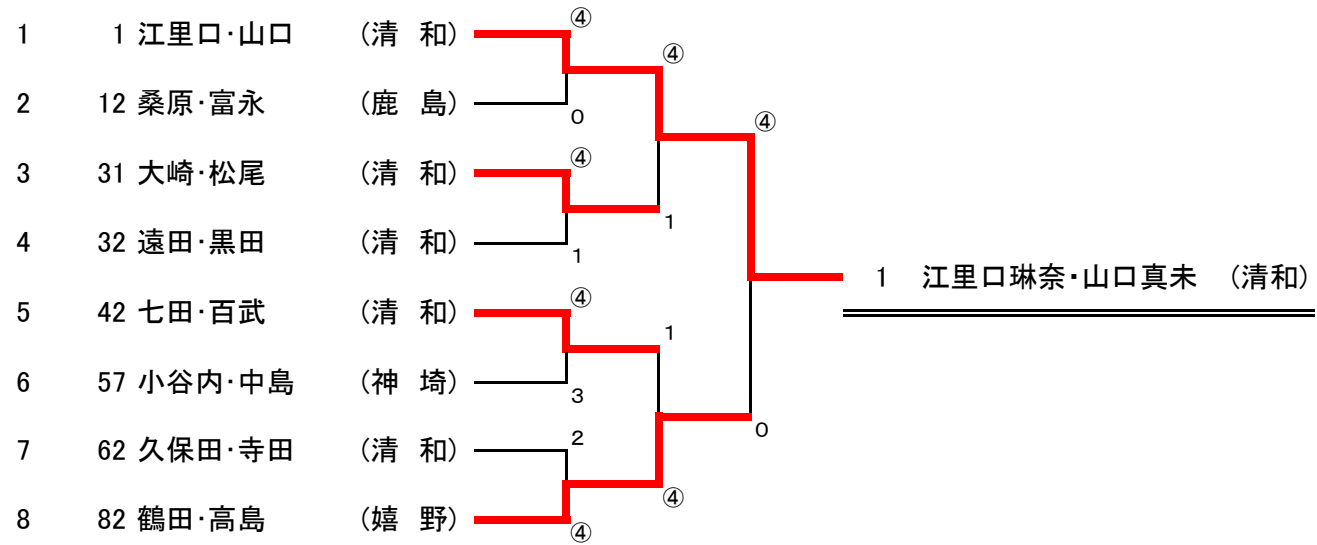 ④
1 1 江里口･山口 (清 和)
④
2 12 桑原･富永 (鹿 島)
0
④
④
3 31 大崎･松尾 (清 和)
1
4 32 遠田･黒田 (清 和)
1
1 江里口琳奈･山口真未 (清和)
④
5 42 七田･百武 (清 和)
1
6 57 小谷内･中島 (神 埼)
3
0
2
7 62 久保田･寺田 (清 和)
④
8 82 鶴田･高島 (嬉 野)
④